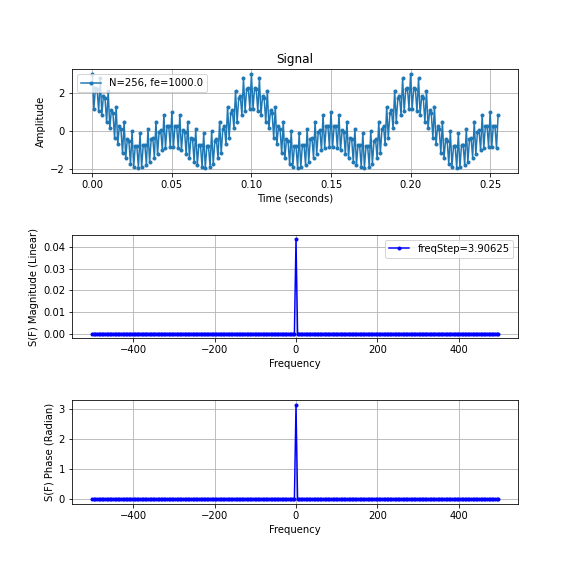 Signal
N=256, fe=1000.0
Amplitude
2
0
−2
0.00 0.05 0.10 0.15 0.20 0.25
Time (seconds)
freqStep=3.90625
S(F) Magnitude (Linear)
0.04
0.03
0.02
0.01
0.00
−400 −200 0 200 400
Frequency
S(F) Phase (Radian)
3
2
1
0
−400 −200 0 200 400
Frequency